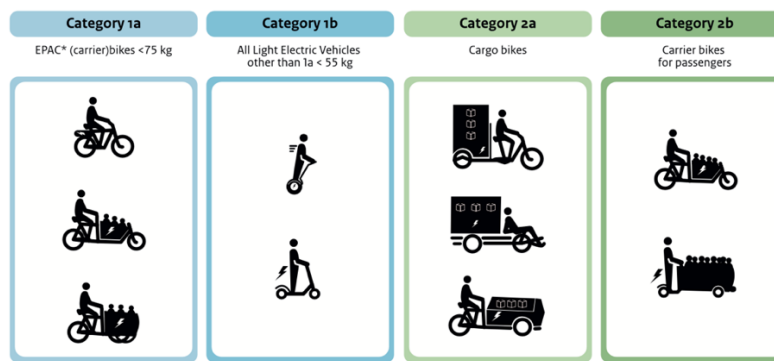 Category 1a
EPAC* (carrier)bikes <75 kg
Category 1b
All Light Electric Vehicles
other than 1a < 55 kg
Category 2a
Cargo bikes
Category 2b
Carrier bikes
for passengers